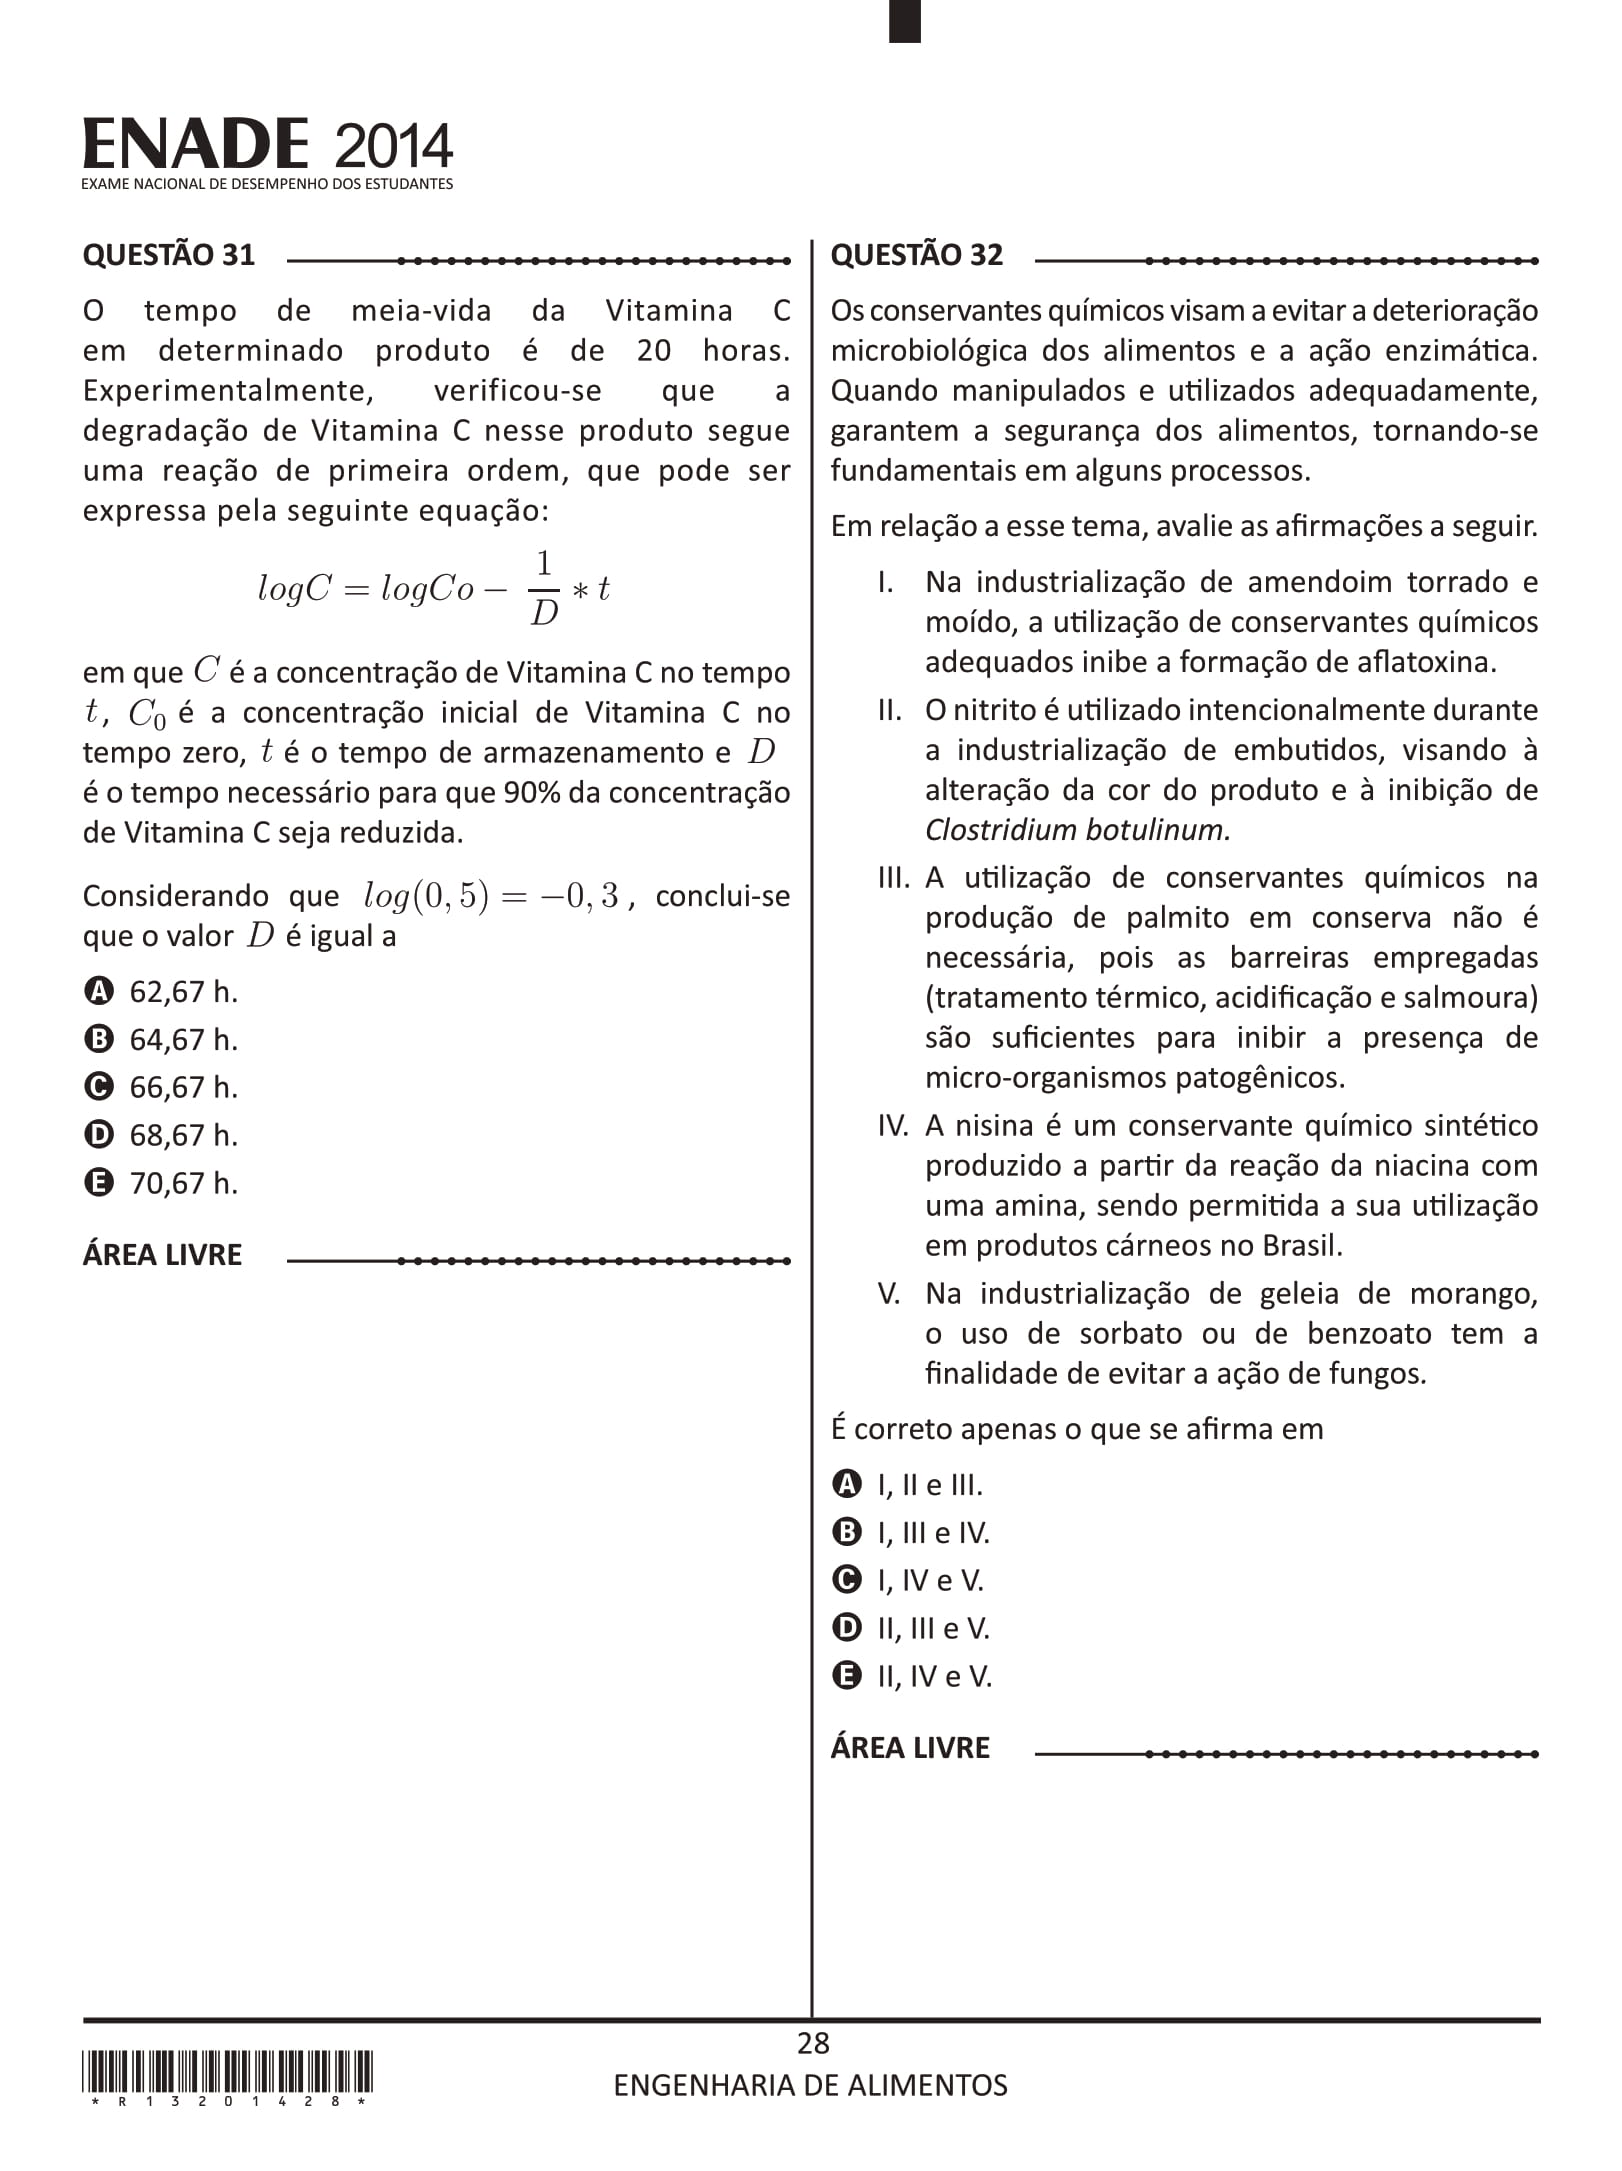 ENADE 2014
EXAME NACIONAL DE DESEMPENHO DOS ESTUDANTES
QUESTÃO 31
O tempo de meia-vida da Vitamina C
em determinado produto é de 20 horas.
Experimentalmente, verificou-se que a
degradação de Vitamina C nesse produto segue
uma reação de primeira ordem, que pode ser
expressa pela seguinte equação:
logC = logCo − 1/D ∗ t
em que C é a concentração de Vitamina C no tempo
t, C₀ é a concentração inicial de Vitamina C no
tempo zero, t é o tempo de armazenamento e D
é o tempo necessário para que 90% da concentração
de Vitamina C seja reduzida.
Considerando que log(0,5) = −0,3, conclui-se
que o valor D é igual a
A 62,67 h.
B 64,67 h.
C 66,67 h.
D 68,67 h.
E 70,67 h.
ÁREA LIVRE
QUESTÃO 32
Os conservantes químicos visam a evitar a deterioração
microbiológica dos alimentos e a ação enzimática.
Quando manipulados e utilizados adequadamente,
garantem a segurança dos alimentos, tornando-se
fundamentais em alguns processos.
Em relação a esse tema, avalie as afirmações a seguir.
I. Na industrialização de amendoim torrado e
moído, a utilização de conservantes químicos
adequados inibe a formação de aflatoxina.
II. O nitrito é utilizado intencionalmente durante
a industrialização de embutidos, visando à
alteração da cor do produto e à inibição de
Clostridium botulinum.
III. A utilização de conservantes químicos na
produção de palmito em conserva não é
necessária, pois as barreiras empregadas
(tratamento térmico, acidificação e salmoura)
são suficientes para inibir a presença de
micro-organismos patogênicos.
IV. A nisina é um conservante químico sintético
produzido a partir da reação da niacina com
uma amina, sendo permitida a sua utilização
em produtos cárneos no Brasil.
V. Na industrialização de geleia de morango,
o uso de sorbato ou de benzoato tem a
finalidade de evitar a ação de fungos.
É correto apenas o que se afirma em
A I, II e III.
B I, III e IV.
C I, IV e V.
D II, III e V.
E II, IV e V.
ÁREA LIVRE
28
ENGENHARIA DE ALIMENTOS
* R 1 3 2 0 1 4 2 8 *